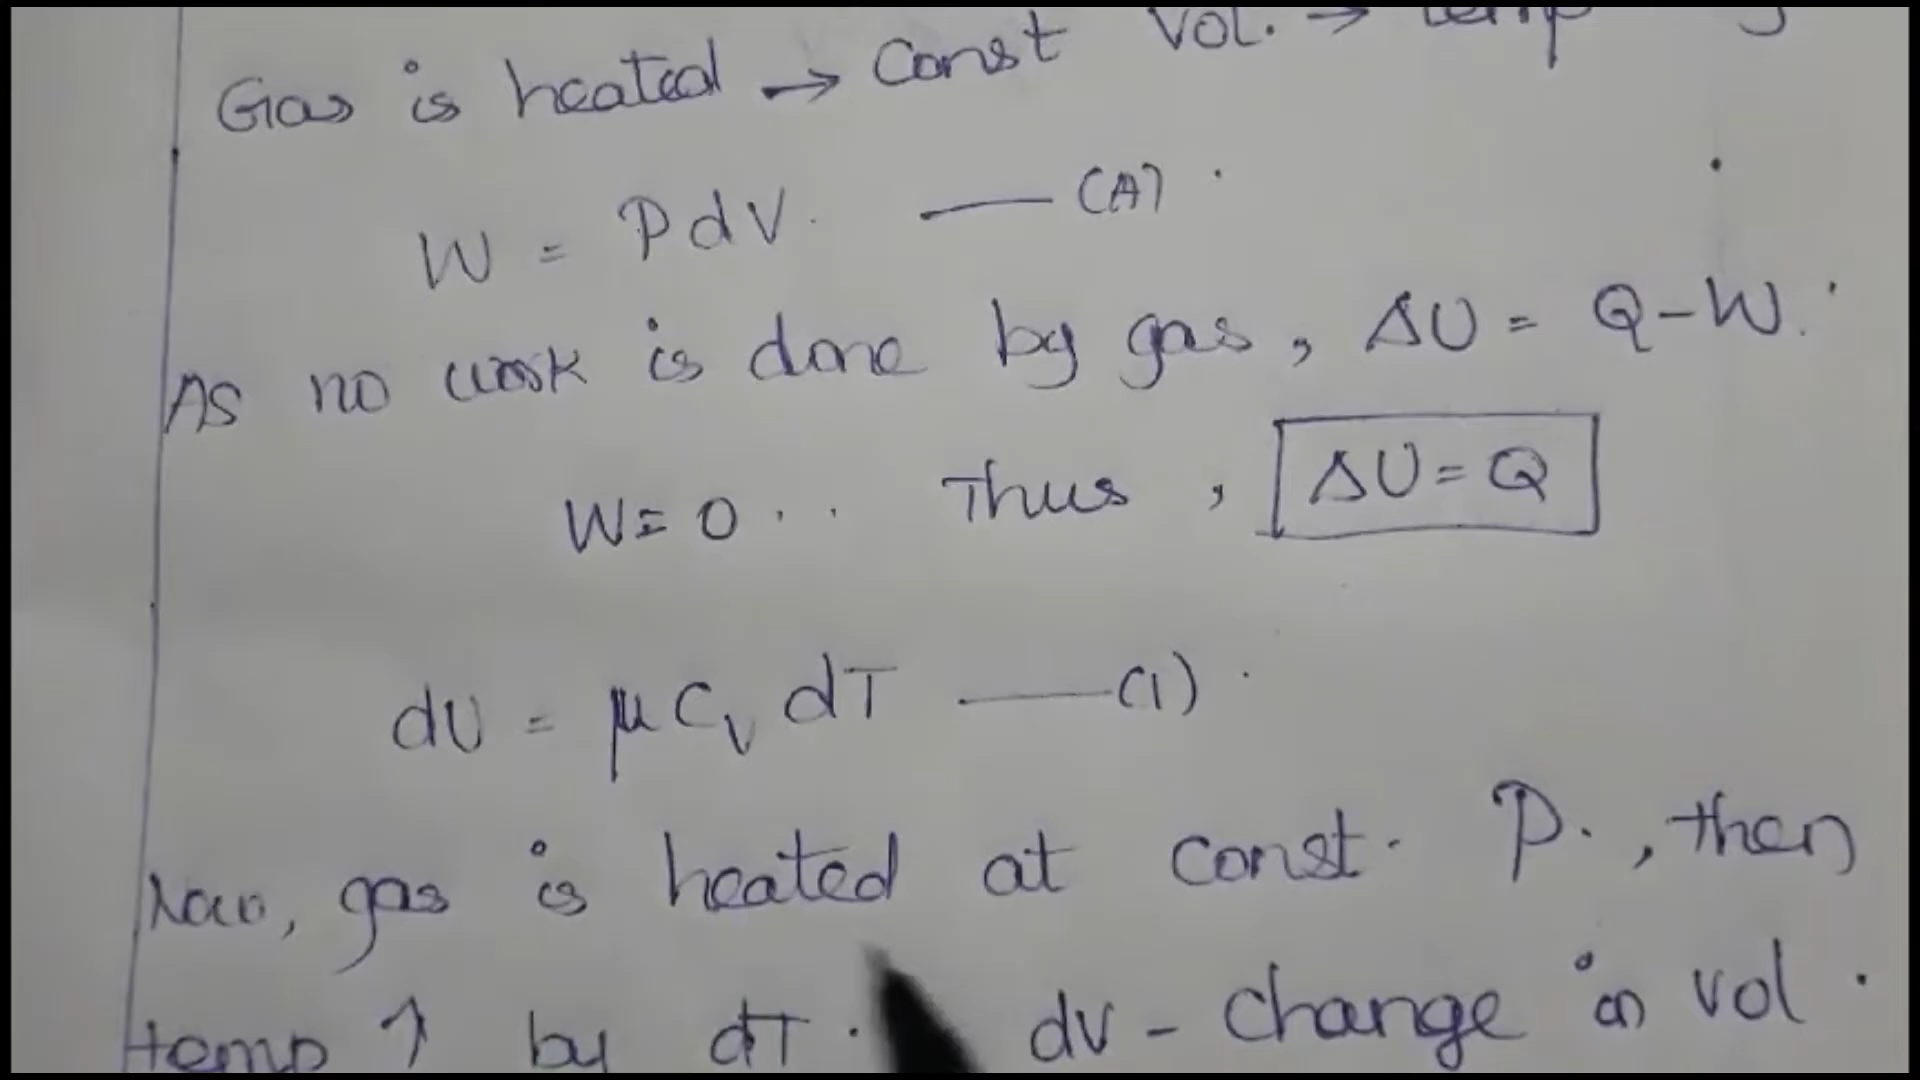 Gas is heated → Const Vol. → temp
W = PdV. — (A).
As no work is done by gas, ΔU = Q - W.
W = 0. Thus, ΔU = Q
dU = μ Cv dT — (1).
Now, gas is heated at const. P., then
temp ↑ by dT. dV - change in vol.